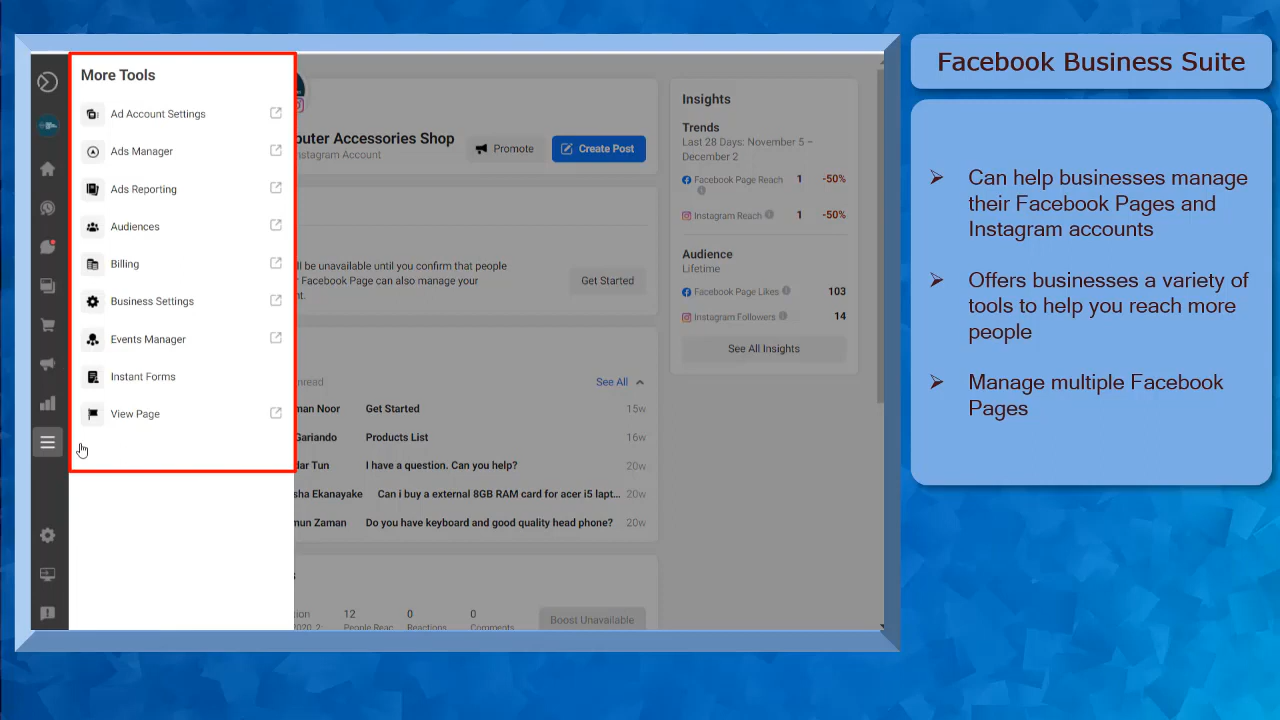 More Tools
Ad Account Settings
Ads Manager
Ads Reporting
Audiences
Billing
Business Settings
Events Manager
Instant Forms
View Page
puter Accessories Shop
nstagram Account
Promote
Create Post
ll be unavailable until you confirm that people
r Facebook Page can also manage your
nt.
Get Started
nread
See All
man Noor Get Started 15w
Gariando Products List 16w
dar Tun I have a question. Can you help? 20w
sha Ekanayake Can i buy a external 8GB RAM card for acer i5 lapt... 20w
mun Zaman Do you have keyboard and good quality head phone? 20w
12 0 0
People Reac Reactions Comments
Boost Unavailable
Insights
Trends
Last 28 Days: November 5 –
December 2
Facebook Page Reach 1 -50%
Instagram Reach 1 -50%
Audience
Lifetime
Facebook Page Likes 103
Instagram Followers 14
See All Insights
Facebook Business Suite
Can help businesses manage
their Facebook Pages and
Instagram accounts
Offers businesses a variety of
tools to help you reach more
people
Manage multiple Facebook
Pages